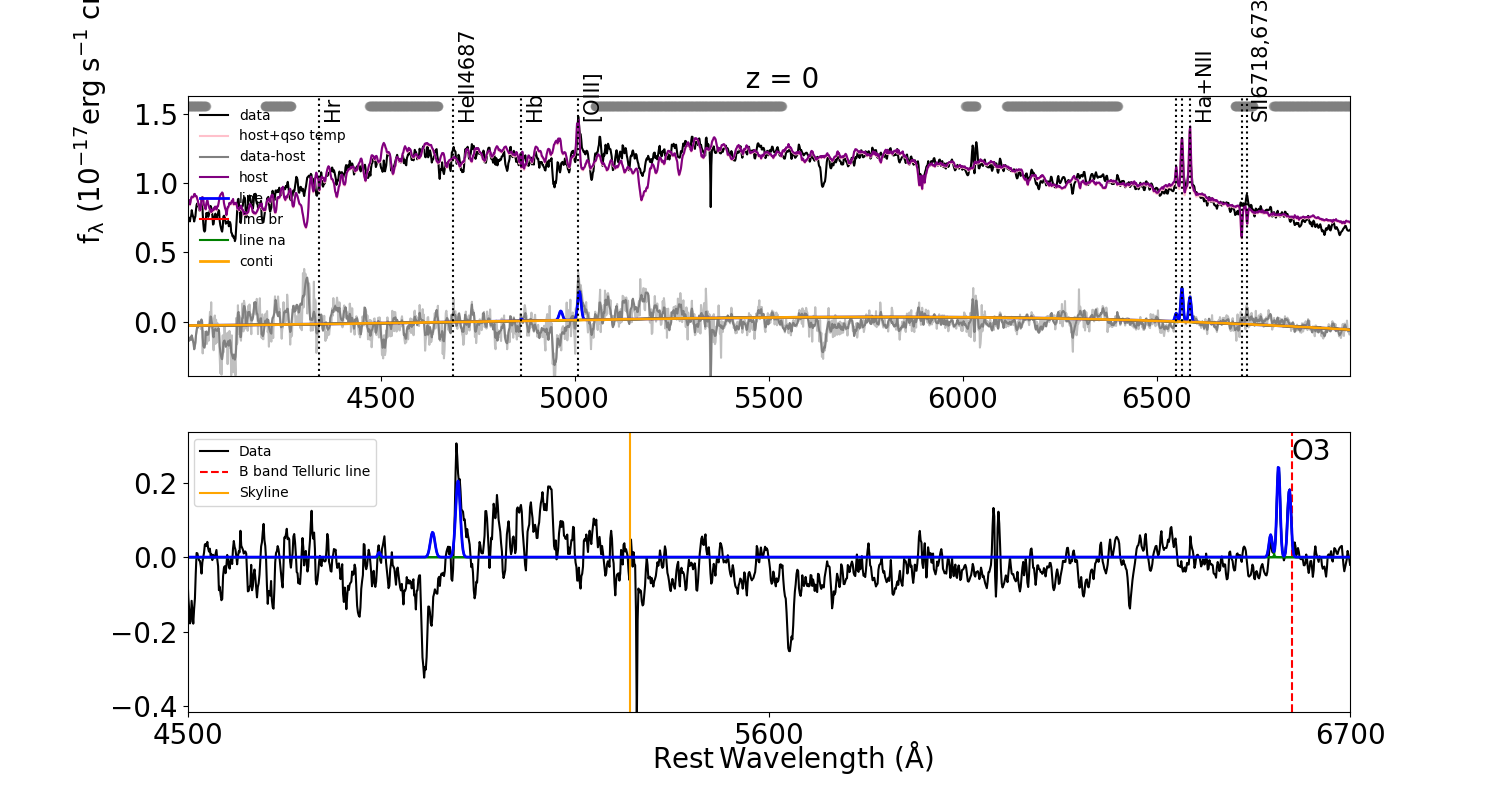 z = 0
f_λ (10^−17 erg s^−1 c
Hr
HeII4687
Hb
[OIII]
Ha+NII
SII6718,673
data
host+qso temp
data-host
host
line
line br
line na
conti
1.5
1.0
0.5
0.0
4500 5000 5500 6000 6500
Data
B band Telluric line
Skyline
O3
0.2
0.0
−0.2
−0.4
4500 5600 6700
Rest Wavelength (Å)